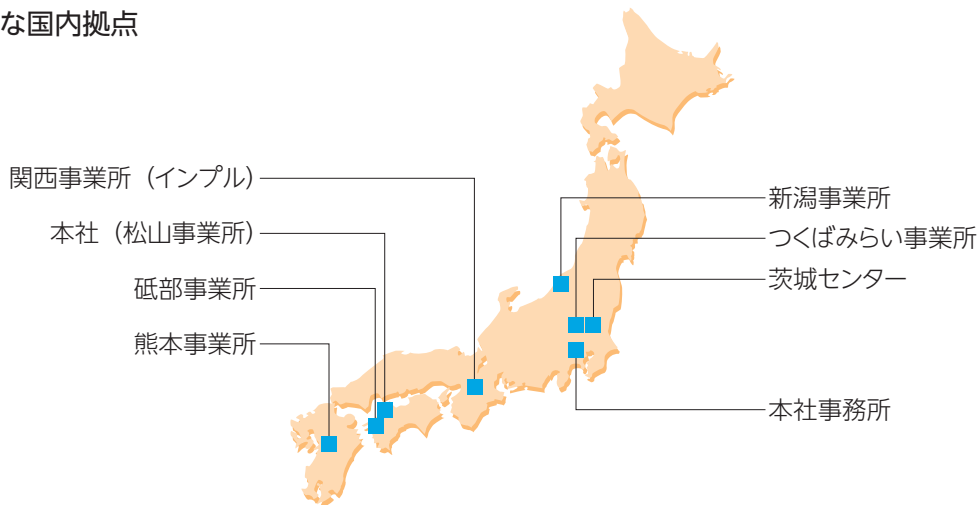 な国内拠点
関西事業所（インプル）
本社（松山事業所）
砥部事業所
熊本事業所
新潟事業所
つくばみらい事業所
茨城センター
本社事務所